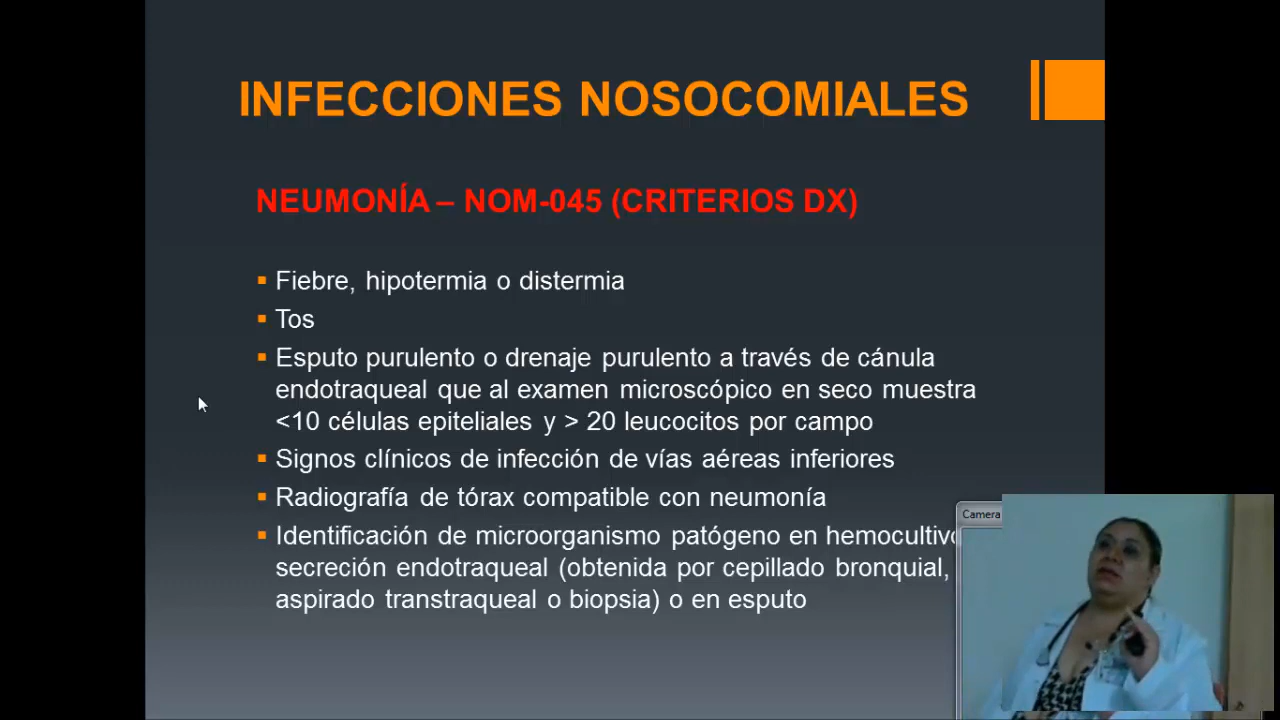 INFECCIONES NOSOCOMIALES
NEUMONÍA – NOM-045 (CRITERIOS DX)
▪ Fiebre, hipotermia o distermia
▪ Tos
▪ Esputo purulento o drenaje purulento a través de cánula
endotraqueal que al examen microscópico en seco muestra
<10 células epiteliales y > 20 leucocitos por campo
▪ Signos clínicos de infección de vías aéreas inferiores
▪ Radiografía de tórax compatible con neumonía
▪ Identificación de microorganismo patógeno en hemocultivo
secreción endotraqueal (obtenida por cepillado bronquial,
aspirado transtraqueal o biopsia) o en esputo
Camera